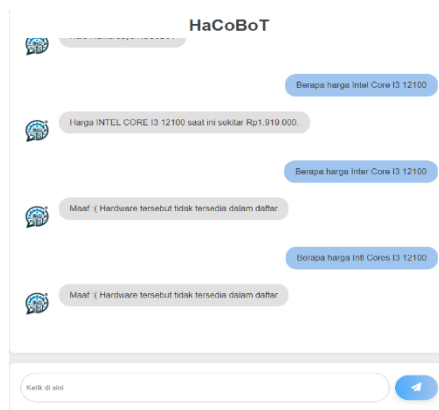 HaCoBoT
Berapa harga Intel Core I3 12100
Harga INTEL CORE I3 12100 saat ini sekitar Rp1.919.000.
Berapa harga Inter Core I3 12100
Maaf :( Hardware tersebut tidak tersedia dalam daftar
Berapa harga Intl Cores I3 12100
Maaf :( Hardware tersebut tidak tersedia dalam daftar
Ketik di sini